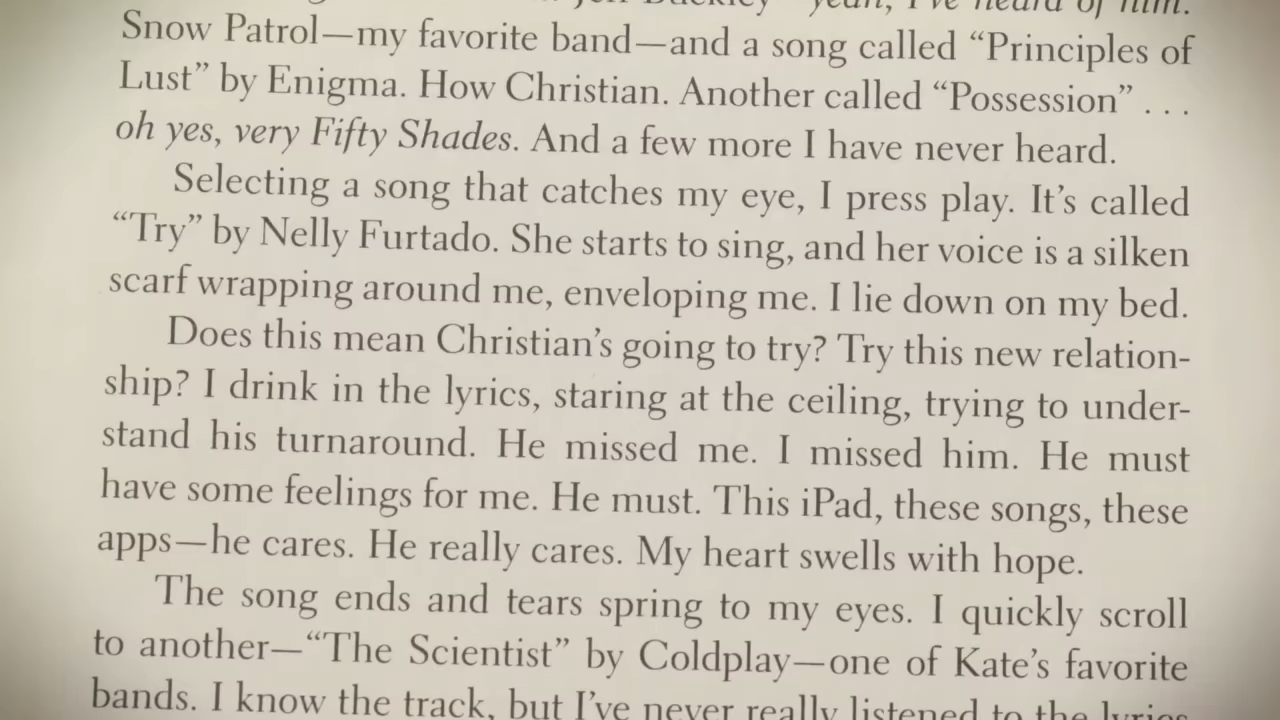 Buckley—yeah, I've heard of him.
Snow Patrol—my favorite band—and a song called “Principles of
Lust” by Enigma. How Christian. Another called “Possession” . . .
oh yes, very Fifty Shades. And a few more I have never heard.
Selecting a song that catches my eye, I press play. It’s called
“Try” by Nelly Furtado. She starts to sing, and her voice is a silken
scarf wrapping around me, enveloping me. I lie down on my bed.
Does this mean Christian’s going to try? Try this new relation-
ship? I drink in the lyrics, staring at the ceiling, trying to under-
stand his turnaround. He missed me. I missed him. He must
have some feelings for me. He must. This iPad, these songs, these
apps—he cares. He really cares. My heart swells with hope.
The song ends and tears spring to my eyes. I quickly scroll
to another—“The Scientist” by Coldplay—one of Kate’s favorite
bands. I know the track, but I’ve never really listened to the lyrics